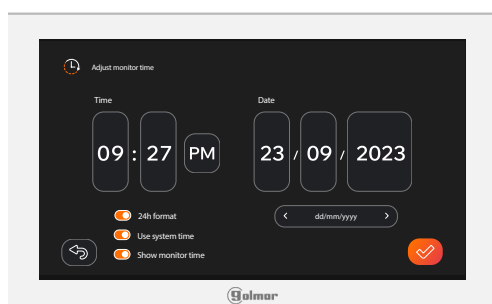 Adjust monitor time
Time
Date
09 : 27 PM
23 / 09 / 2023
24h format
Use system time
Show monitor time
< dd/mm/yyyy >
golmar